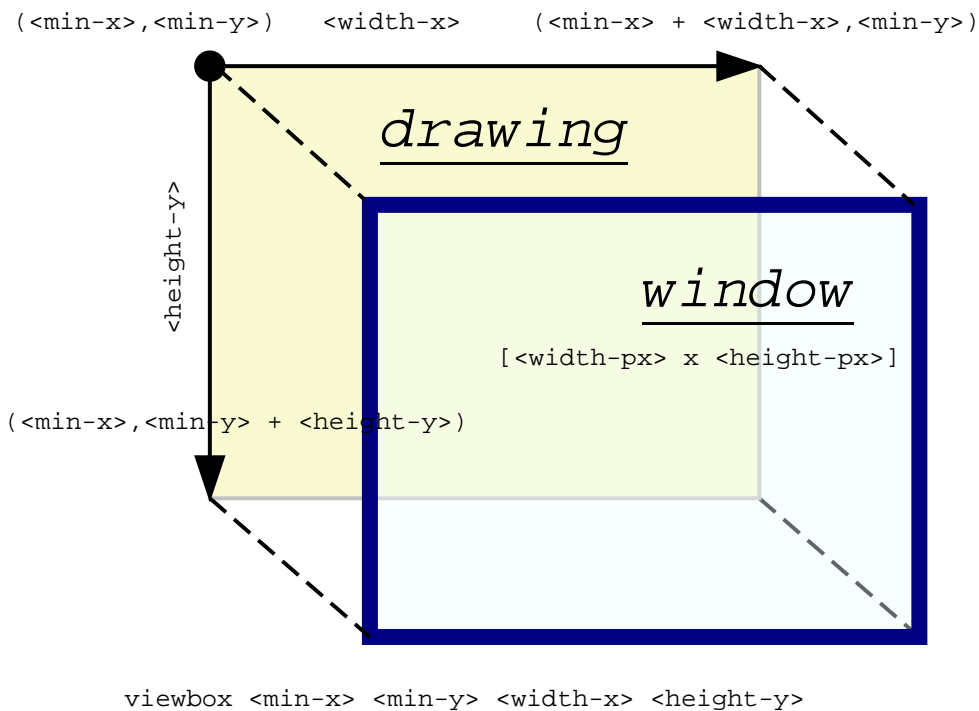 (<min-x>,<min-y>) <width-x> (<min-x> + <width-x>,<min-y>)
drawing
<height-y>
window
[<width-px> x <height-px>]
(<min-x>,<min-y> + <height-y>)
viewbox <min-x> <min-y> <width-x> <height-y>